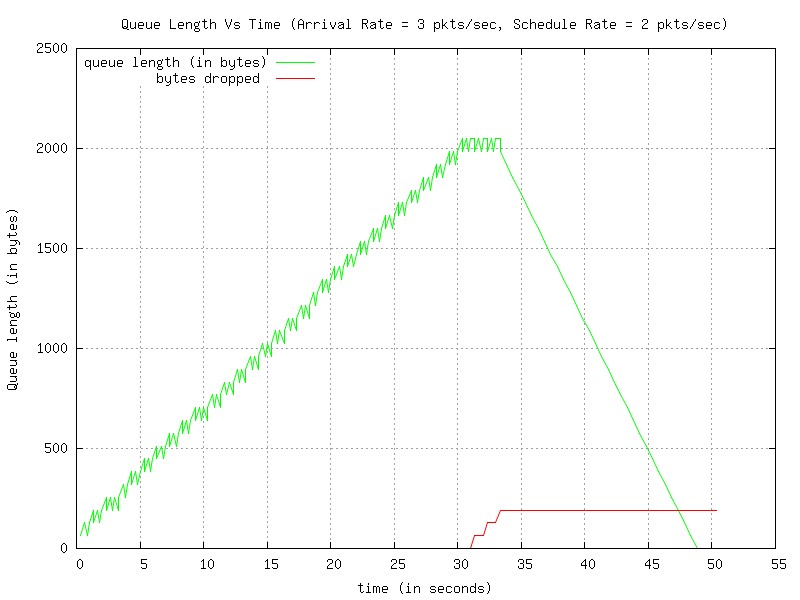 Queue Length Vs Time (Arrival Rate = 3 pkts/sec, Schedule Rate = 2 pkts/sec)
queue length (in bytes)
bytes dropped
2500
2000
1500
1000
500
0
Queue length (in bytes)
0 5 10 15 20 25 30 35 40 45 50 55
time (in seconds)